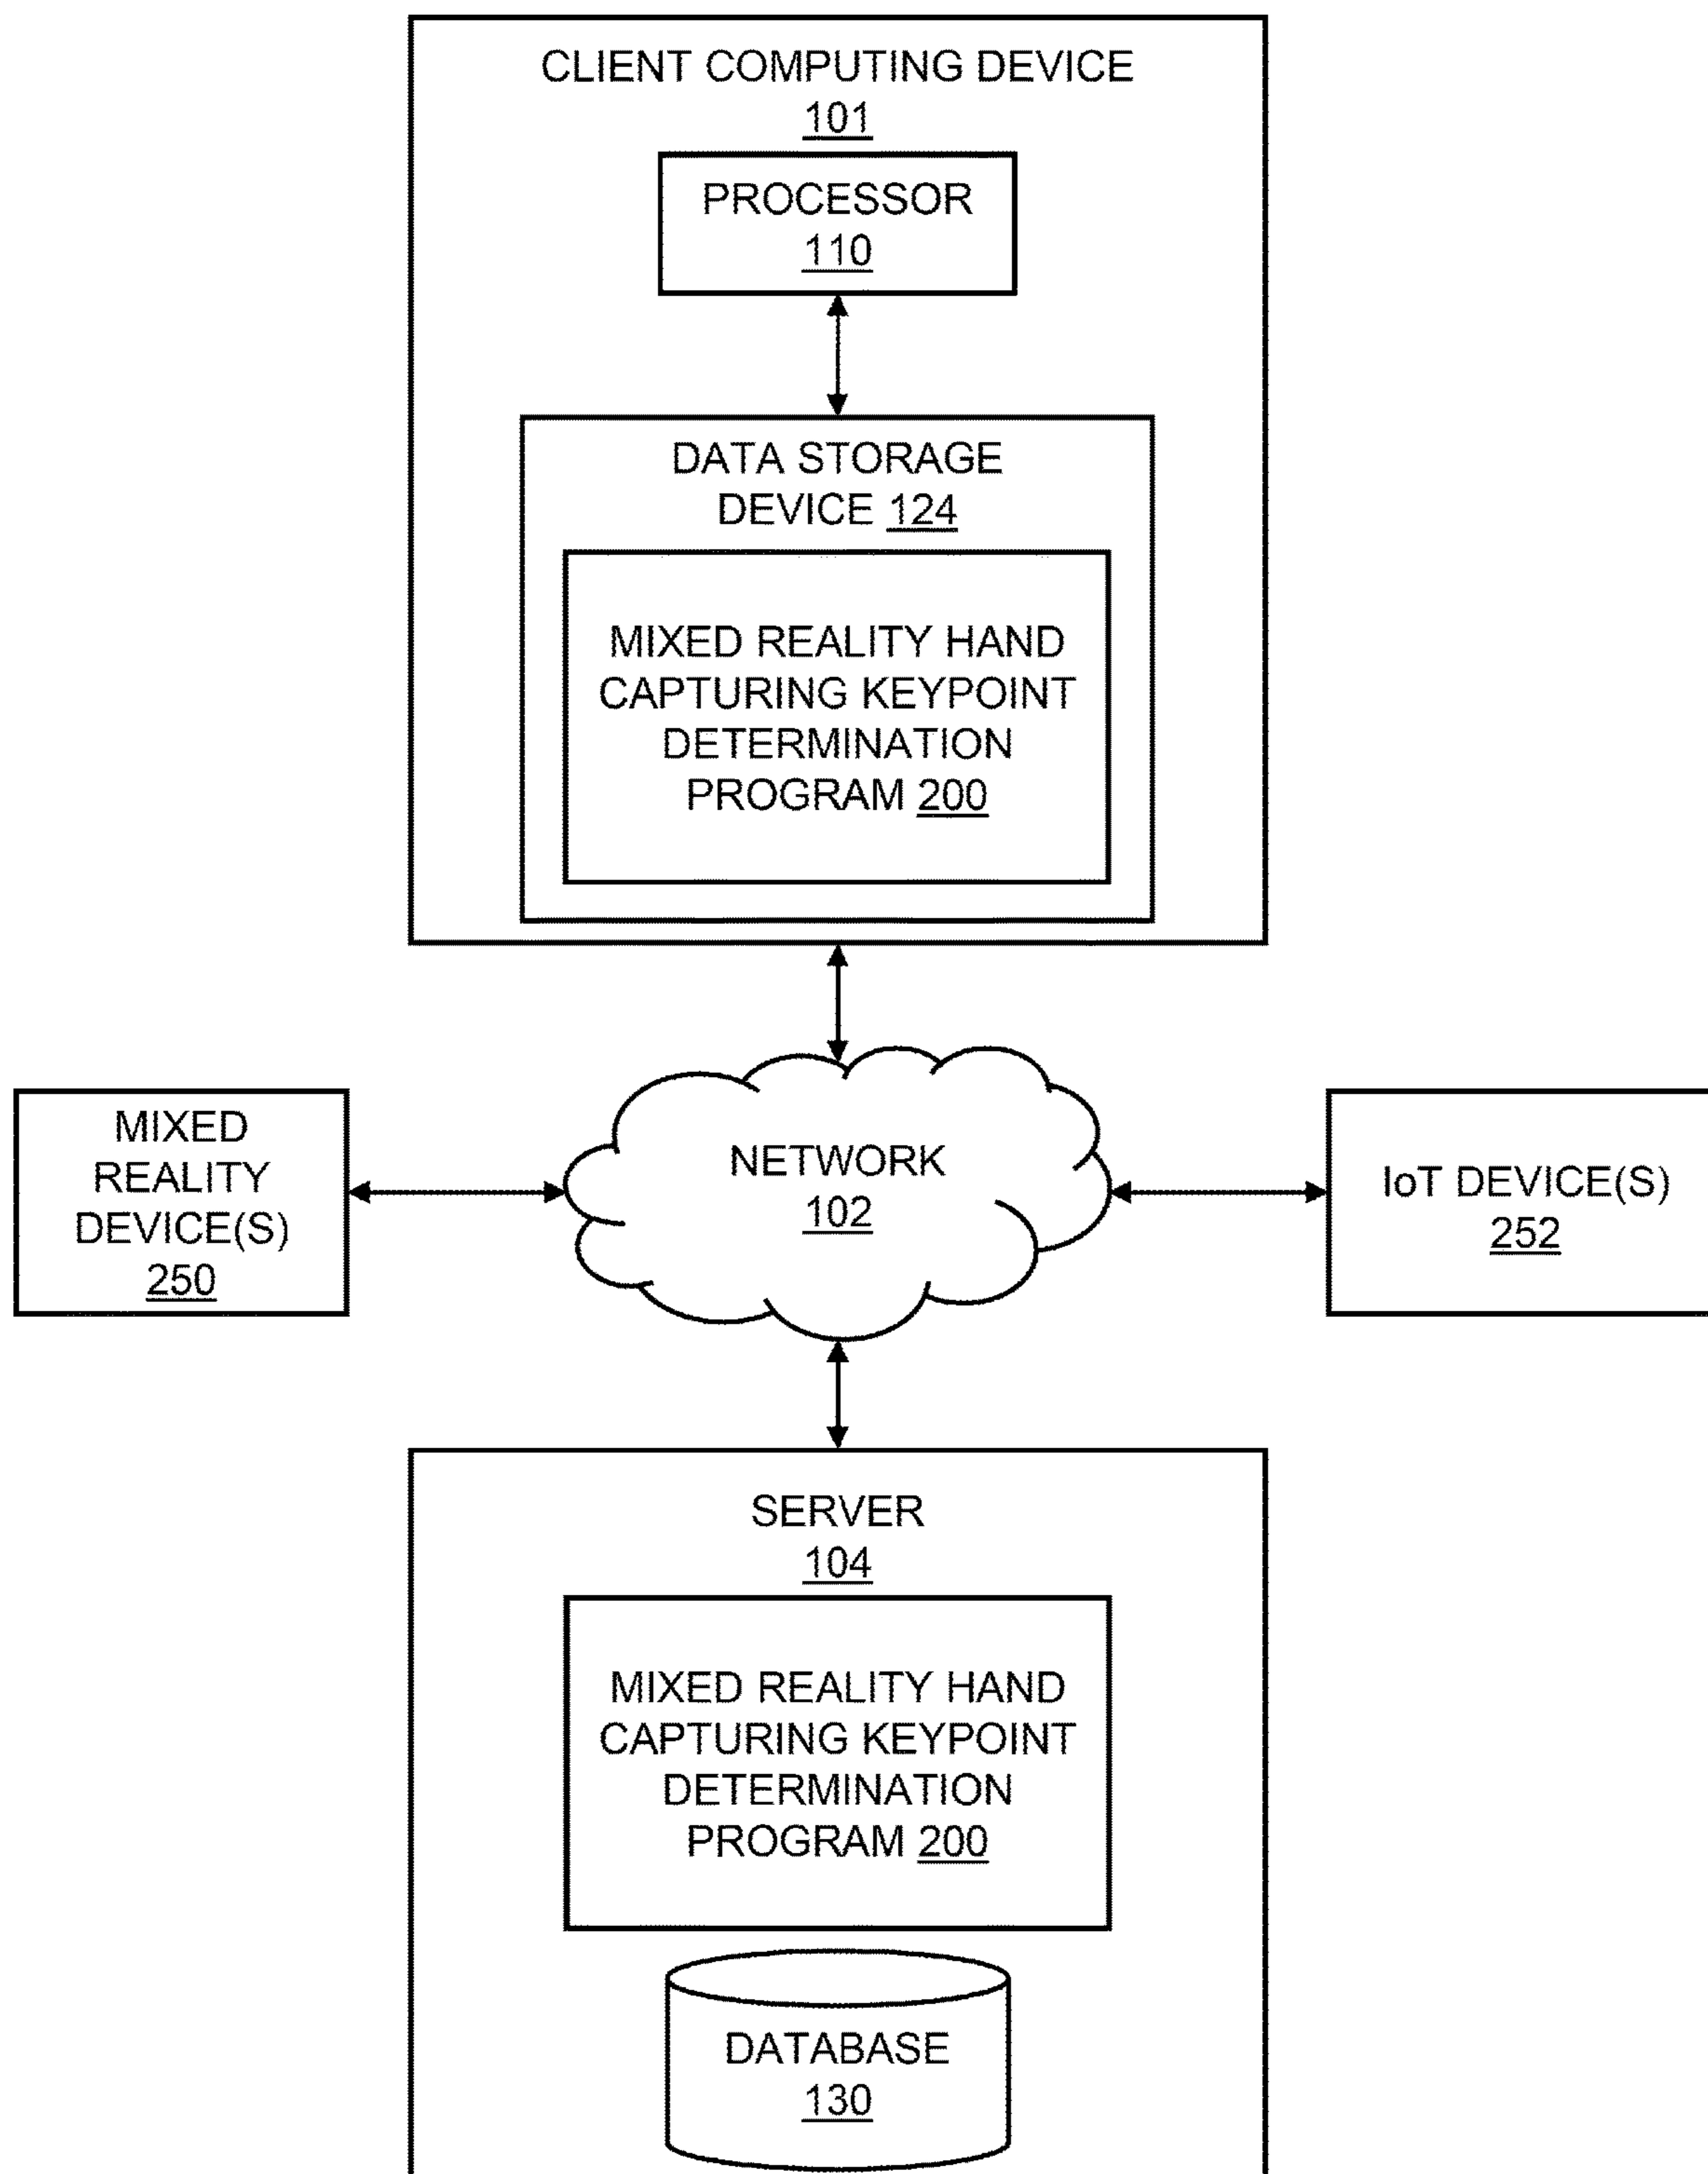 CLIENT COMPUTING DEVICE
101
PROCESSOR
110
DATA STORAGE
DEVICE 124
MIXED REALITY HAND
CAPTURING KEYPOINT
DETERMINATION
PROGRAM 200
MIXED
REALITY
DEVICE(S)
250
NETWORK
102
IoT DEVICE(S)
252
SERVER
104
MIXED REALITY HAND
CAPTURING KEYPOINT
DETERMINATION
PROGRAM 200
DATABASE
130